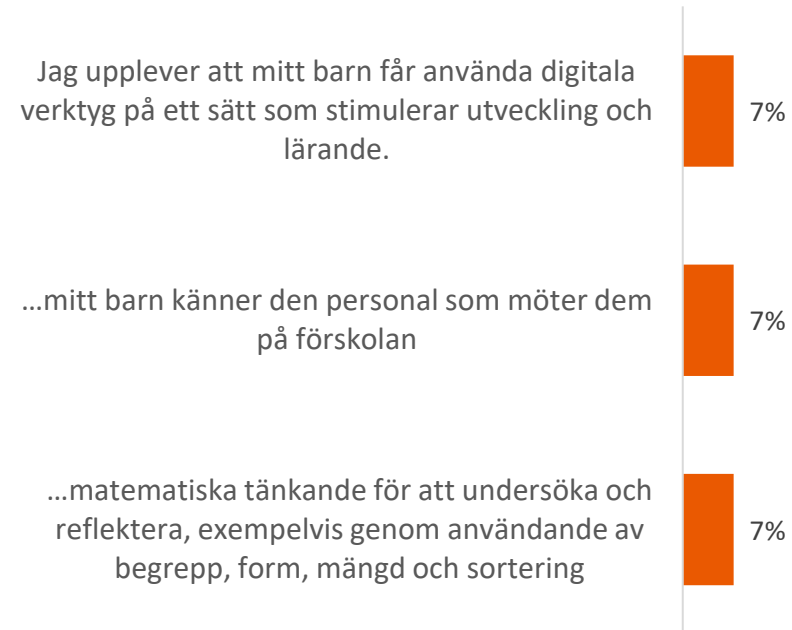 Jag upplever att mitt barn får använda digitala
verktyg på ett sätt som stimulerar utveckling och
lärande.
7%
…mitt barn känner den personal som möter dem
på förskolan
7%
…matematiska tänkande för att undersöka och
reflektera, exempelvis genom användande av
begrepp, form, mängd och sortering
7%